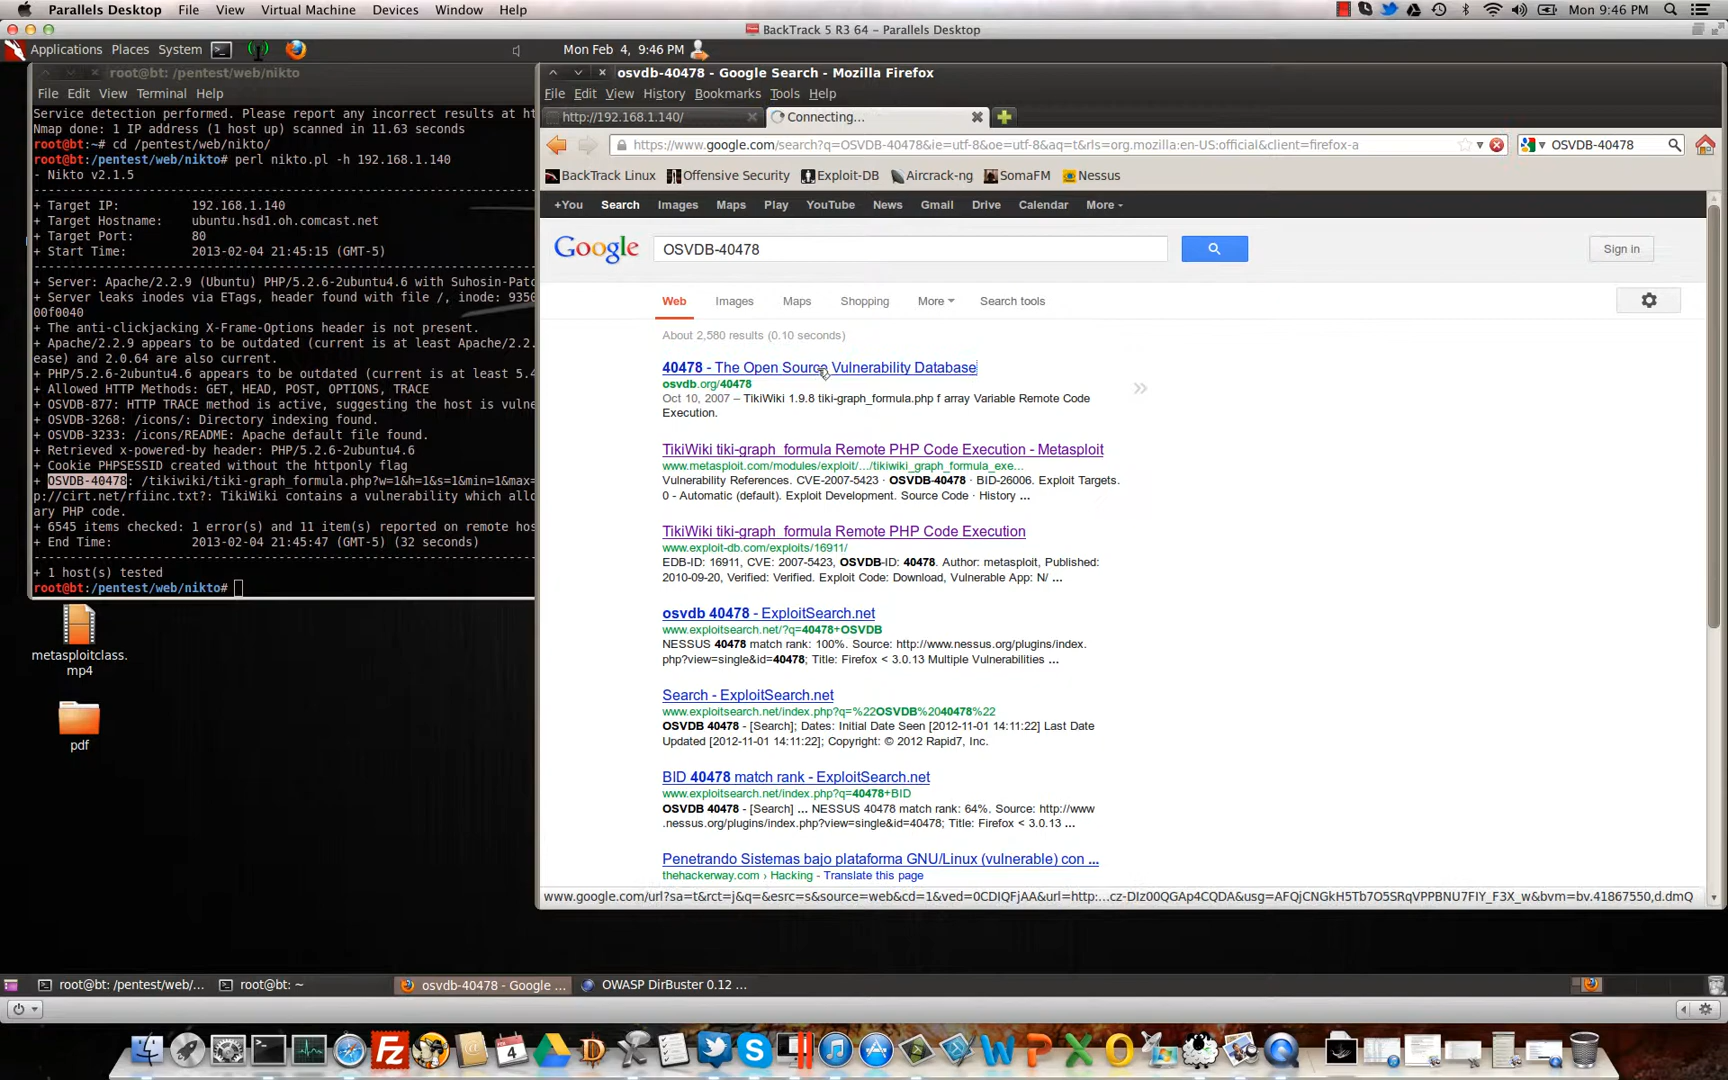 Parallels Desktop File View Virtual Machine Devices Window Help Mon 9:46 PM
BackTrack 5 R3 64 – Parallels Desktop
Applications Places System Mon Feb 4, 9:46 PM
root@bt: /pentest/web/nikto
File Edit View Terminal Help
Service detection performed. Please report any incorrect results at ht
Nmap done: 1 IP address (1 host up) scanned in 11.63 seconds
root@bt:~# cd /pentest/web/nikto/
root@bt:/pentest/web/nikto# perl nikto.pl -h 192.168.1.140
- Nikto v2.1.5
+ Target IP: 192.168.1.140
+ Target Hostname: ubuntu.hsd1.oh.comcast.net
+ Target Port: 80
+ Start Time: 2013-02-04 21:45:15 (GMT-5)
+ Server: Apache/2.2.9 (Ubuntu) PHP/5.2.6-2ubuntu4.6 with Suhosin-Patc
+ Server leaks inodes via ETags, header found with file /, inode: 9350
00f0040
+ The anti-clickjacking X-Frame-Options header is not present.
+ Apache/2.2.9 appears to be outdated (current is at least Apache/2.2.
ease) and 2.0.64 are also current.
+ PHP/5.2.6-2ubuntu4.6 appears to be outdated (current is at least 5.4
+ Allowed HTTP Methods: GET, HEAD, POST, OPTIONS, TRACE
+ OSVDB-877: HTTP TRACE method is active, suggesting the host is vulne
+ OSVDB-3268: /icons/: Directory indexing found.
+ OSVDB-3233: /icons/README: Apache default file found.
+ Retrieved x-powered-by header: PHP/5.2.6-2ubuntu4.6
+ Cookie PHPSESSID created without the httponly flag
+ OSVDB-40478: /tikiwiki/tiki-graph_formula.php?w=1&h=1&s=1&min=1&max=
p://cirt.net/rfiinc.txt?: TikiWiki contains a vulnerability which allo
ary PHP code.
+ 6545 items checked: 1 error(s) and 11 item(s) reported on remote hos
+ End Time: 2013-02-04 21:45:47 (GMT-5) (32 seconds)
+ 1 host(s) tested
root@bt:/pentest/web/nikto#
metasploitclass.
mp4
pdf
osvdb-40478 - Google Search - Mozilla Firefox
File Edit View History Bookmarks Tools Help
http://192.168.1.140/ Connecting...
https://www.google.com/search?q=OSVDB-40478&ie=utf-8&oe=utf-8&aq=t&rls=org.mozilla:en-US:official&client=firefox-a OSVDB-40478
BackTrack Linux Offensive Security Exploit-DB Aircrack-ng SomaFM Nessus
+You Search Images Maps Play YouTube News Gmail Drive Calendar More
Google OSVDB-40478 Sign in
Web Images Maps Shopping More Search tools
About 2,580 results (0.10 seconds)
40478 - The Open Source Vulnerability Database
osvdb.org/40478
Oct 10, 2007 – TikiWiki 1.9.8 tiki-graph_formula.php f array Variable Remote Code
Execution.
TikiWiki tiki-graph_formula Remote PHP Code Execution - Metasploit
www.metasploit.com/modules/exploit/.../tikiwiki_graph_formula_exe...
Vulnerability References. CVE-2007-5423 · OSVDB-40478 · BID-26006. Exploit Targets.
0 - Automatic (default). Exploit Development. Source Code · History ...
TikiWiki tiki-graph_formula Remote PHP Code Execution
www.exploit-db.com/exploits/16911/
EDB-ID: 16911, CVE: 2007-5423, OSVDB-ID: 40478. Author: metasploit, Published:
2010-09-20, Verified: Verified. Exploit Code: Download, Vulnerable App: N/ ...
osvdb 40478 - ExploitSearch.net
www.exploitsearch.net/?q=40478+OSVDB
NESSUS 40478 match rank: 100%. Source: http://www.nessus.org/plugins/index.
php?view=single&id=40478; Title: Firefox < 3.0.13 Multiple Vulnerabilities ...
Search - ExploitSearch.net
www.exploitsearch.net/index.php?q=%22OSVDB%2040478%22
OSVDB 40478 - [Search]; Dates: Initial Date Seen [2012-11-01 14:11:22] Last Date
Updated [2012-11-01 14:11:22]; Copyright: © 2012 Rapid7, Inc.
BID 40478 match rank - ExploitSearch.net
www.exploitsearch.net/index.php?q=40478+BID
OSVDB 40478 - [Search] ... NESSUS 40478 match rank: 64%. Source: http://www
.nessus.org/plugins/index.php?view=single&id=40478; Title: Firefox < 3.0.13 ...
Penetrando Sistemas bajo plataforma GNU/Linux (vulnerable) con ...
thehackerway.com › Hacking - Translate this page
www.google.com/url?sa=t&rct=j&q=&esrc=s&source=web&cd=1&ved=0CDIQFjAA&url=http:...cz-DIz00QGAp4CQDA&usg=AFQjCNGkH5Tb7O5SRqVPPBNU7FIY_F3X_w&bvm=bv.41867550,d.dmQ
root@bt: /pentest/web/... root@bt: ~ osvdb-40478 - Google ... OWASP DirBuster 0.12 ...